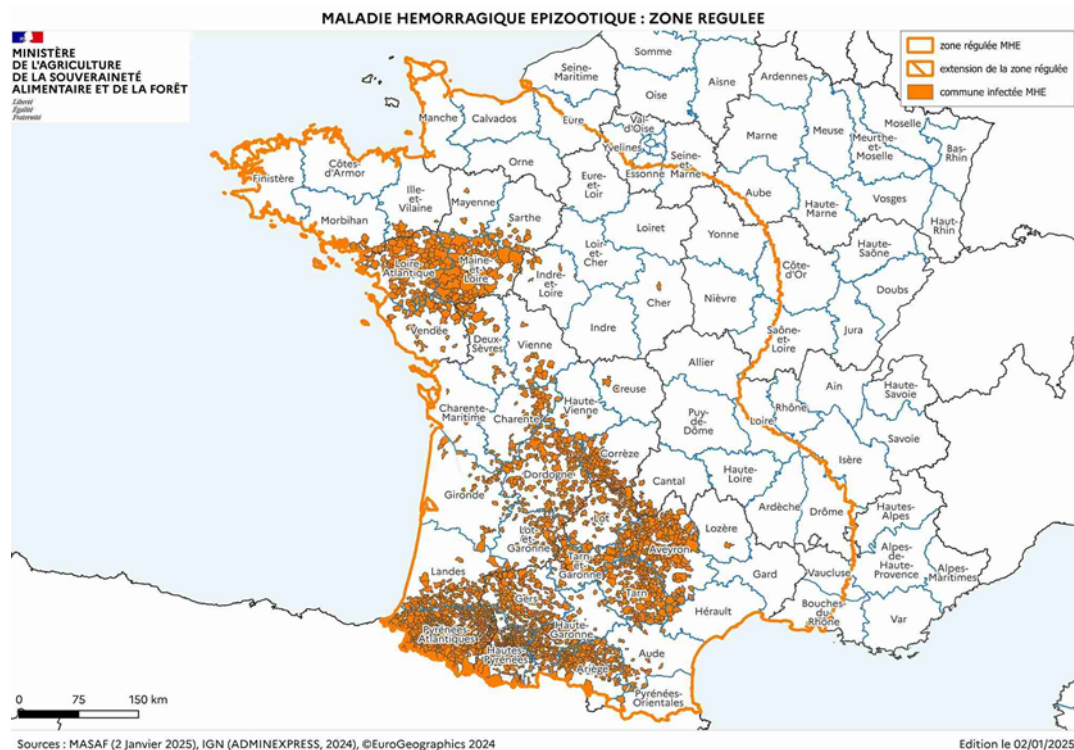 MALADIE HEMORRAGIQUE EPIZOOTIQUE : ZONE REGULEE
MINISTÈRE
DE L'AGRICULTURE
DE LA SOUVERAINETÉ
ALIMENTAIRE ET DE LA FORÊT
Liberté
Égalité
Fraternité
zone régulée MHE
extension de la zone régulée
commune infectée MHE
Somme
Seine-
Maritime
Aisne
Ardennes
Oise
Manche
Calvados
Eure
Val-
d'Oise
Yvelines
Seine-
et-
Marne
Essonne
Marne
Meuse
Moselle
Meurthe-
et-
Moselle
Bas-
Rhin
Orne
Eure-
et-
Loir
Aube
Haute-
Marne
Vosges
Haut-
Rhin
Finistère
Côtes-
d'Armor
Ille-
et-
Vilaine
Mayenne
Morbihan
Sarthe
Loiret
Yonne
Haute-
Saône
Loire-
Atlantique
Maine-
et-
Loire
Indre-
et-
Loire
Loir-
et-
Cher
Cher
Nièvre
Côte-
d'Or
Doubs
Vendée
Deux-
Sèvres
Vienne
Indre
Saône-
et-
Loire
Jura
Allier
Ain
Haute-
Savoie
Charente-
Maritime
Charente
Haute-
Vienne
Creuse
Puy-
de-
Dôme
Loire
Rhône
Isère
Savoie
Corrèze
Dordogne
Cantal
Haute-
Loire
Gironde
Ardèche
Drôme
Hautes-
Alpes
Lot-
et-
Garonne
Lot
Aveyron
Lozère
Tarn-
et-
Garonne
Tarn
Gard
Vaucluse
Alpes-
de-
Haute-
Provence
Alpes-
Maritimes
Landes
Gers
Hérault
Bouches-
du-
Rhône
Var
Pyrénées-
Atlantiques
Hautes-
Pyrénées
Haute-
Garonne
Ariège
Aude
Pyrénées-
Orientales
0 75 150 km
Sources : MASAF (2 Janvier 2025), IGN (ADMINEXPRESS, 2024), ©EuroGeographics 2024
Edition le 02/01/2025